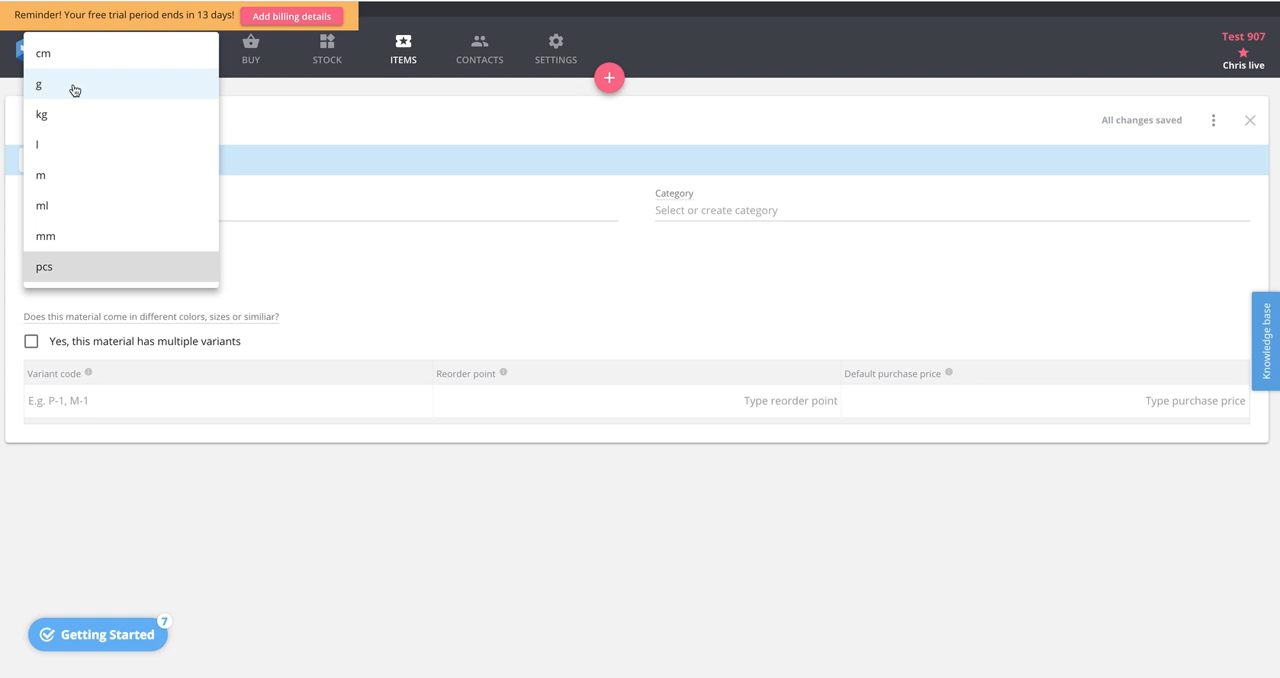 Reminder! Your free trial period ends in 13 days! Add billing details
BUY STOCK ITEMS CONTACTS SETTINGS
Test 907
Chris live
cm
g
kg
l
m
ml
mm
pcs
All changes saved
Category
Select or create category
Does this material come in different colors, sizes or similiar?
Yes, this material has multiple variants
Variant code Reorder point Default purchase price
E.g. P-1, M-1 Type reorder point Type purchase price
Knowledge base
Getting Started 7